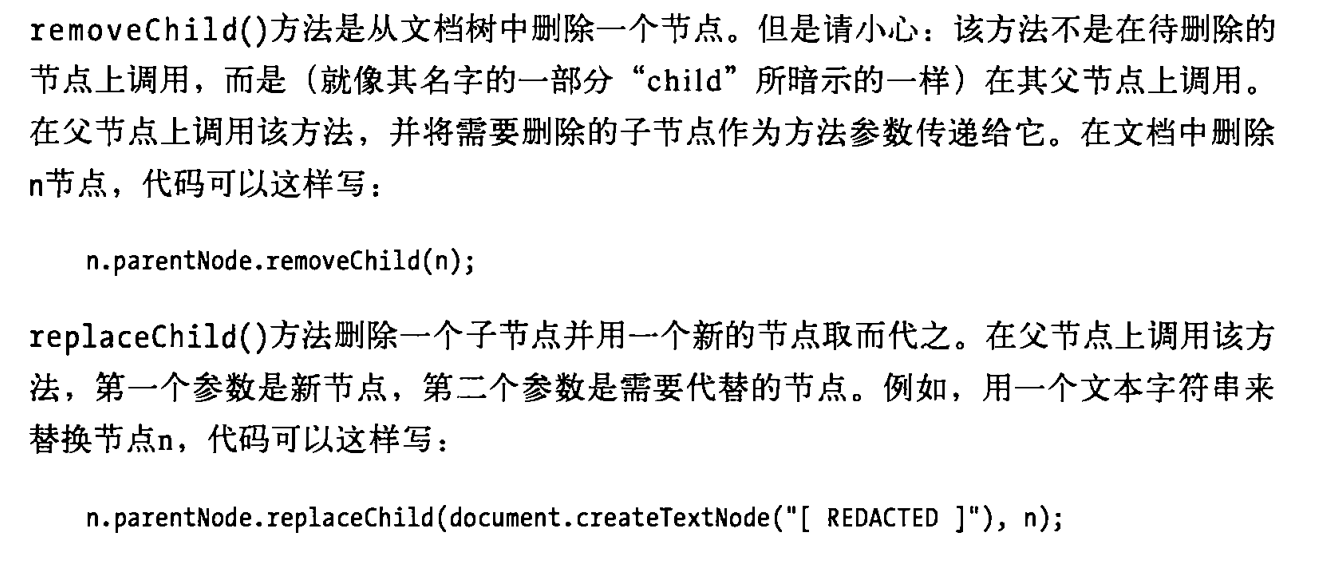 removeChild()方法是从文档树中删除一个节点。但是请小心：该方法不是在待删除的
节点上调用，而是（就像其名字的一部分“child”所暗示的一样）在其父节点上调用。
在父节点上调用该方法，并将需要删除的子节点作为方法参数传递给它。在文档中删除
n节点，代码可以这样写：
n.parentNode.removeChild(n);
replaceChild()方法删除一个子节点并用一个新的节点取而代之。在父节点上调用该方
法，第一个参数是新节点，第二个参数是需要代替的节点。例如，用一个文本字符串来
替换节点n，代码可以这样写：
n.parentNode.replaceChild(document.createTextNode("[ REDACTED ]"), n);